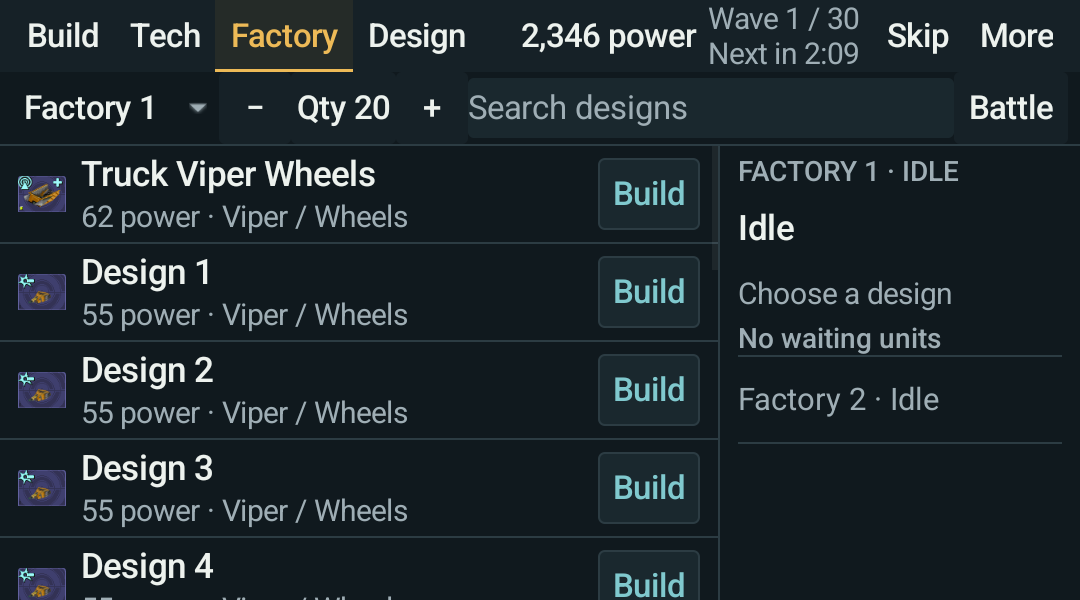 Build Tech Factory Design 2,346 power Wave 1 / 30 Next in 2:09 Skip More
Factory 1 − Qty 20 + Search designs Battle
Truck Viper Wheels
62 power · Viper / Wheels
Build
Design 1
55 power · Viper / Wheels
Build
Design 2
55 power · Viper / Wheels
Build
Design 3
55 power · Viper / Wheels
Build
Design 4
Build
FACTORY 1 · IDLE
Idle
Choose a design
No waiting units
Factory 2 · Idle